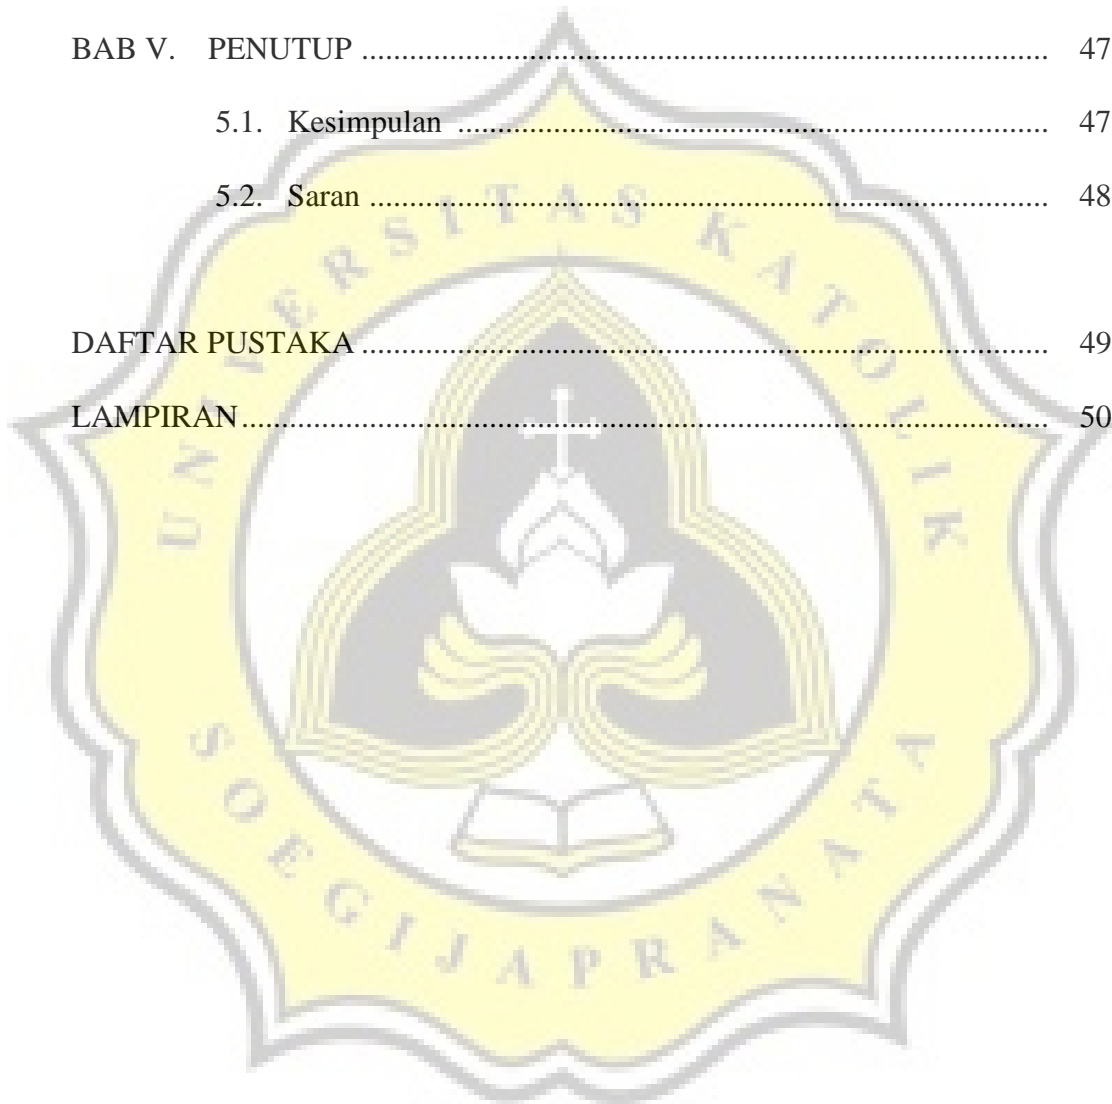 BAB V. PENUTUP ........................................................................ 47
5.1. Kesimpulan .............................................................. 47
5.2. Saran ....................................................................... 48
DAFTAR PUSTAKA ........................................................................ 49
LAMPIRAN .................................................................................... 50
UNIVERSITAS KATOLIK
SOEGIJAPRANATA